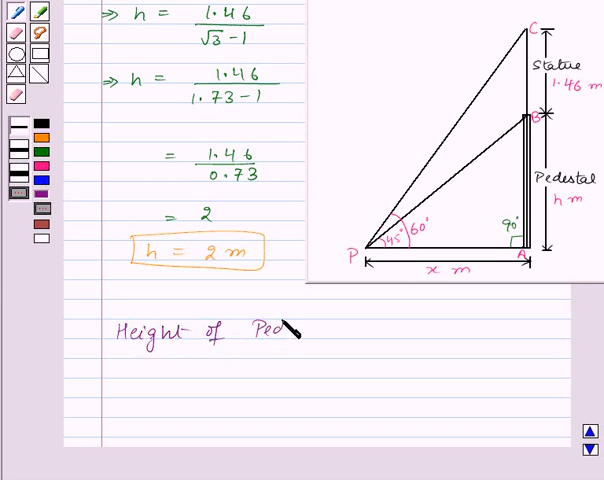 ⇒ h = 1.46 / √3 - 1
⇒ h = 1.46 / 1.73 - 1
= 1.46 / 0.73
= 2
h = 2 m
Height of Ped
C
Statue
1.46 m
B
Pedestal
h m
90°
60°
45°
P
A
x m